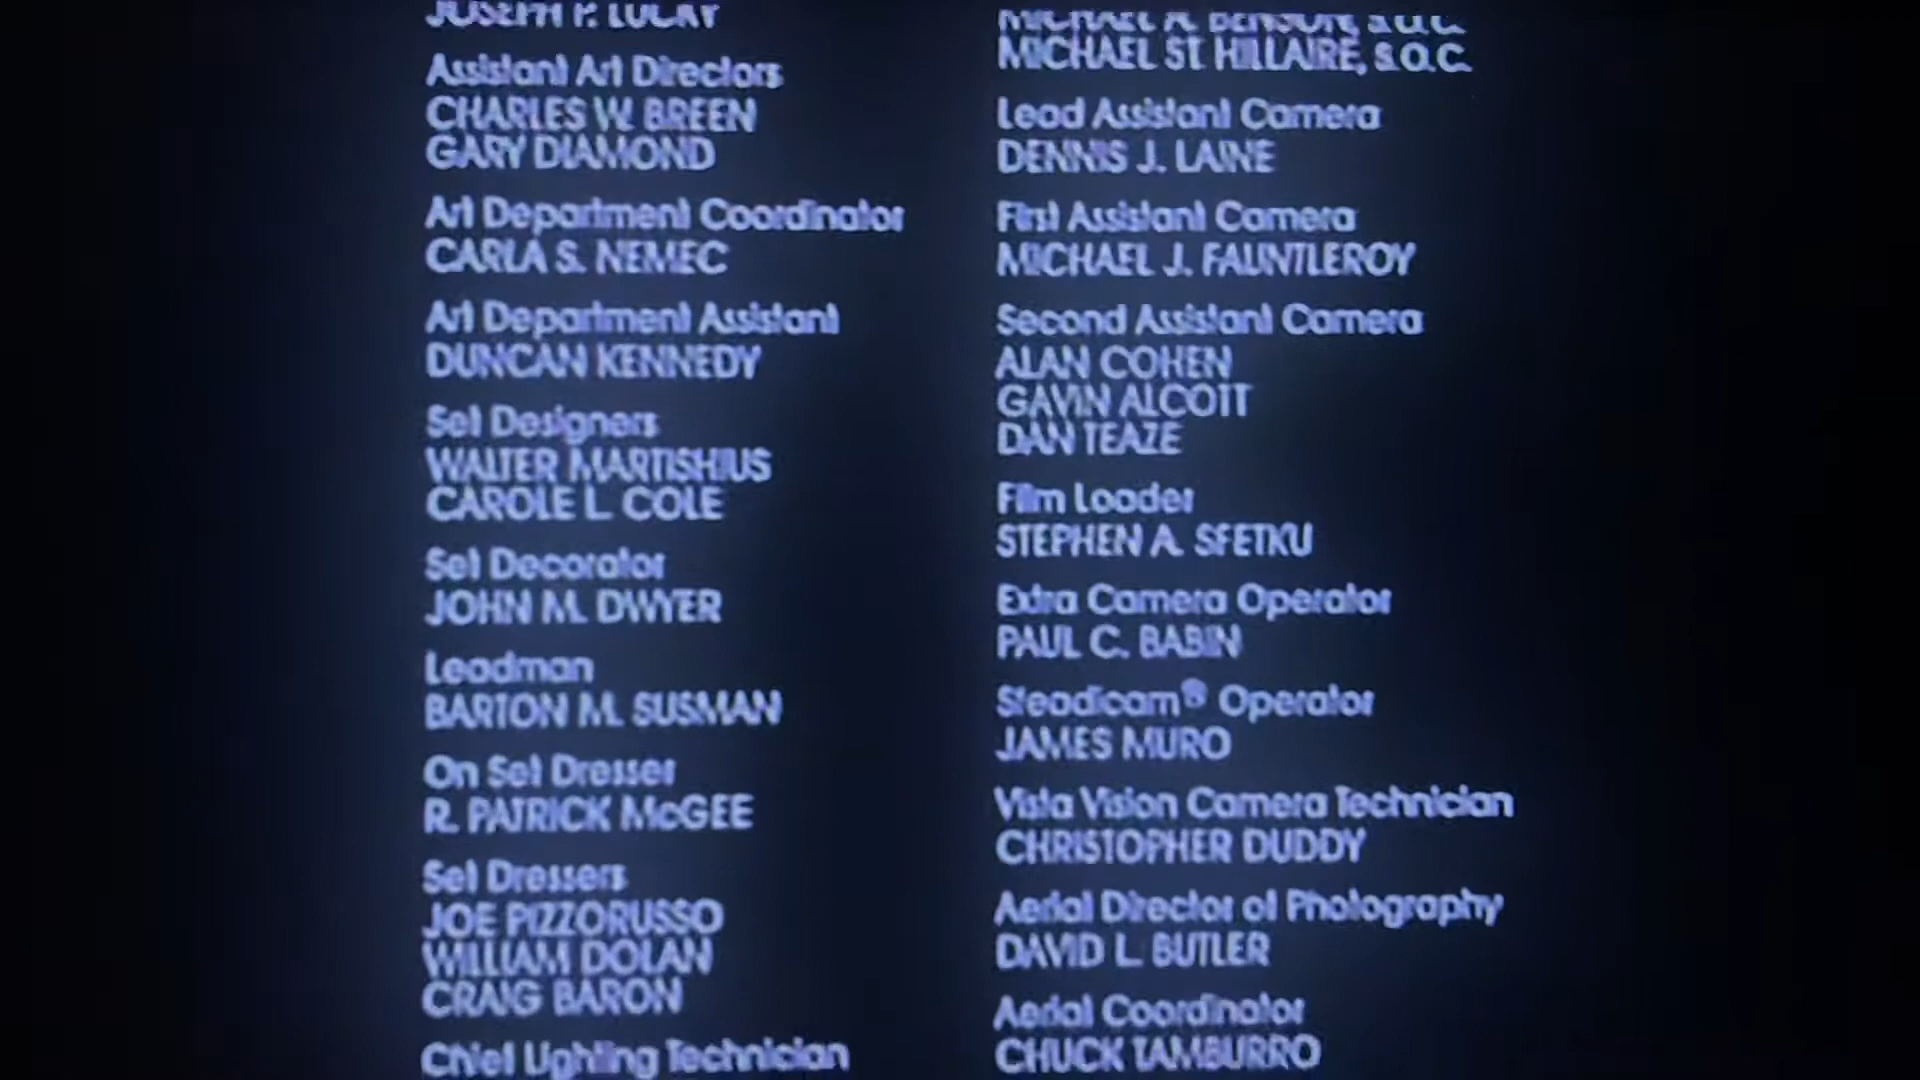 JOSEPH P. LUCKY
Assistant Art Directors
CHARLES W. BREEN
GARY DIAMOND
Art Department Coordinator
CARLA S. NEMEC
Art Department Assistant
DUNCAN KENNEDY
Set Designers
WALTER MARTISHIUS
CAROLE L. COLE
Set Decorator
JOHN M. DWYER
Leadman
BARTON M. SUSMAN
On Set Dresser
R. PATRICK McGEE
Set Dressers
JOE PIZZORUSSO
WILLIAM DOLAN
CRAIG BARON
Chief Lighting Technician
MICHAEL A. BENSON, S.O.C.
MICHAEL ST. HILLAIRE, S.O.C.
Lead Assistant Camera
DENNIS J. LAINE
First Assistant Camera
MICHAEL J. FAUNTLEROY
Second Assistant Camera
ALAN COHEN
GAVIN ALCOTT
DAN TEAZE
Film Loader
STEPHEN A. SFETKU
Extra Camera Operator
PAUL C. BABIN
Steadicam® Operator
JAMES MURO
Vista Vision Camera Technician
CHRISTOPHER DUDDY
Aerial Director of Photography
DAVID L. BUTLER
Aerial Coordinator
CHUCK TAMBURRO